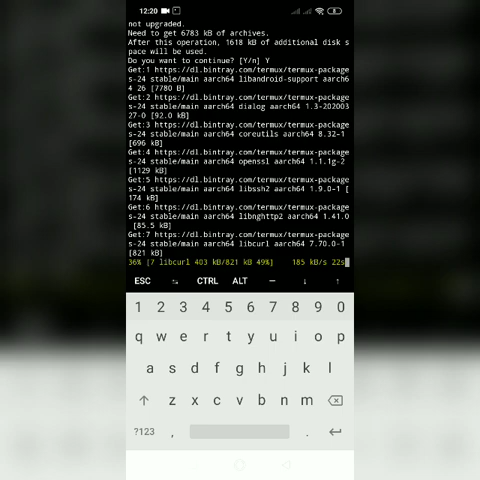 12:20
not upgraded.
Need to get 6783 kB of archives.
After this operation, 1618 kB of additional disk s
pace will be used.
Do you want to continue? [Y/n] Y
Get:1 https://dl.bintray.com/termux/termux-package
s-24 stable/main aarch64 libandroid-support aarch6
4 26 [7780 B]
Get:2 https://dl.bintray.com/termux/termux-package
s-24 stable/main aarch64 dialog aarch64 1.3-202003
27-0 [92.0 kB]
Get:3 https://dl.bintray.com/termux/termux-package
s-24 stable/main aarch64 coreutils aarch64 8.32-1
[696 kB]
Get:4 https://dl.bintray.com/termux/termux-package
s-24 stable/main aarch64 openssl aarch64 1.1.1g-2
[1129 kB]
Get:5 https://dl.bintray.com/termux/termux-package
s-24 stable/main aarch64 libssh2 aarch64 1.9.0-1 [
174 kB]
Get:6 https://dl.bintray.com/termux/termux-package
s-24 stable/main aarch64 libnghttp2 aarch64 1.41.0
[85.5 kB]
Get:7 https://dl.bintray.com/termux/termux-package
s-24 stable/main aarch64 libcurl aarch64 7.70.0-1
[821 kB]
36% [7 libcurl 403 kB/821 kB 49%] 185 kB/s 22s
ESC CTRL ALT — ↓ ↑
1 2 3 4 5 6 7 8 9 0
q w e r t y u i o p
a s d f g h j k l
z x c v b n m
?123 , .